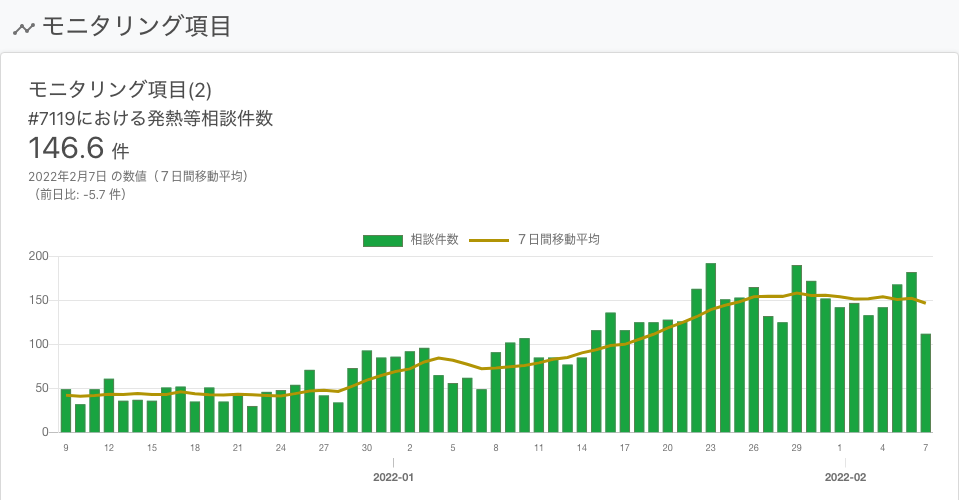 モニタリング項目
モニタリング項目(2)
#7119における発熱等相談件数
146.6 件
2022年2月7日 の数値（７日間移動平均）
（前日比: -5.7 件）
相談件数 ７日間移動平均
200
150
100
50
0
9 12 15 18 21 24 27 30 2 5 8 11 14 17 20 23 26 29 1 4 7
2022-01 2022-02